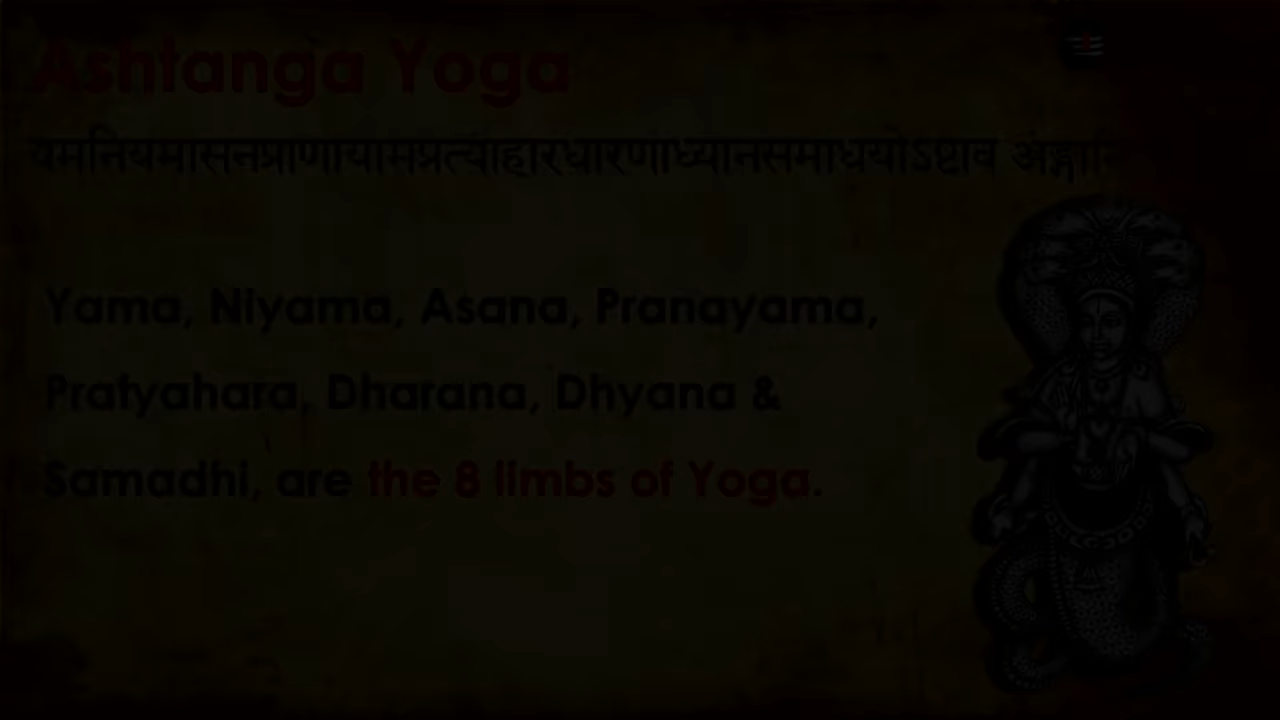 Ashtanga Yoga
यमनियमासनप्राणायामप्रत्याहारधारणाध्यानसमाधयोऽष्टाव
Yama, Niyama, Asana, Pranayama,
Pratyahara, Dharana, Dhyana &
Samadhi, are the 8 limbs of Yoga.